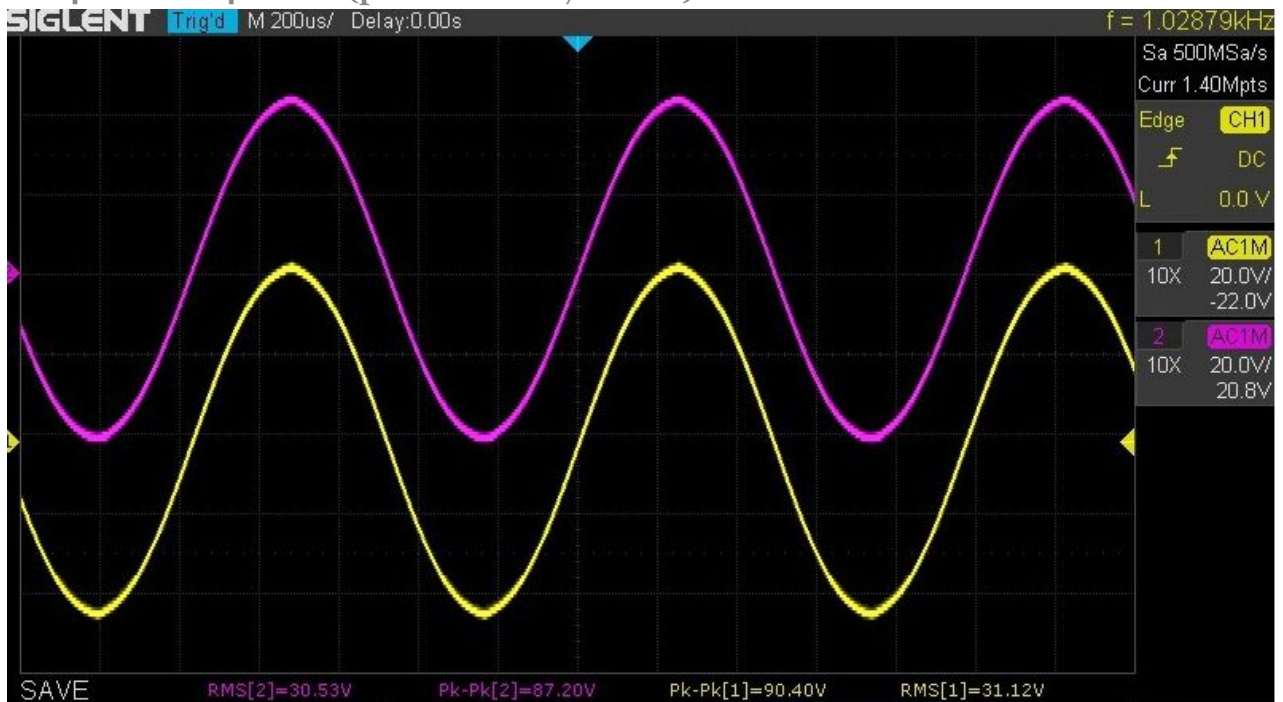 SIGLENT Trig'd M 200us/ Delay:0.00s f = 1.02879kHz
Sa 500MSa/s
Curr 1.40Mpts
Edge CH1
DC
L 0.0 V
1 AC1M
10X 20.0V/
-22.0V
2 AC1M
10X 20.0V/
20.8V
2
1
SAVE RMS[2]=30.53V Pk-Pk[2]=87.20V Pk-Pk[1]=90.40V RMS[1]=31.12V